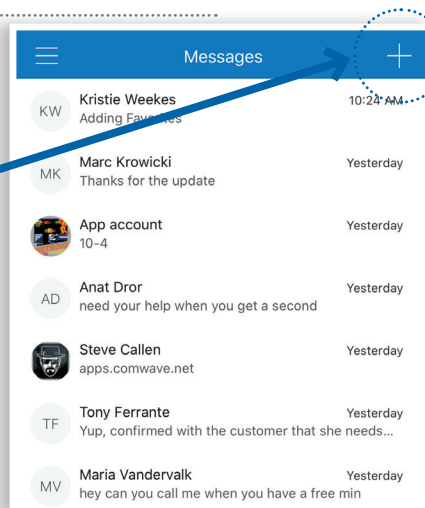 Messages
KW
Kristie Weekes
10:24 AM
Adding Favorites
MK
Marc Krowicki
Yesterday
Thanks for the update
App account
Yesterday
10-4
AD
Anat Dror
Yesterday
need your help when you get a second
Steve Callen
Yesterday
apps.comwave.net
TF
Tony Ferrante
Yesterday
Yup, confirmed with the customer that she needs...
MV
Maria Vandervalk
Yesterday
hey can you call me when you have a free min